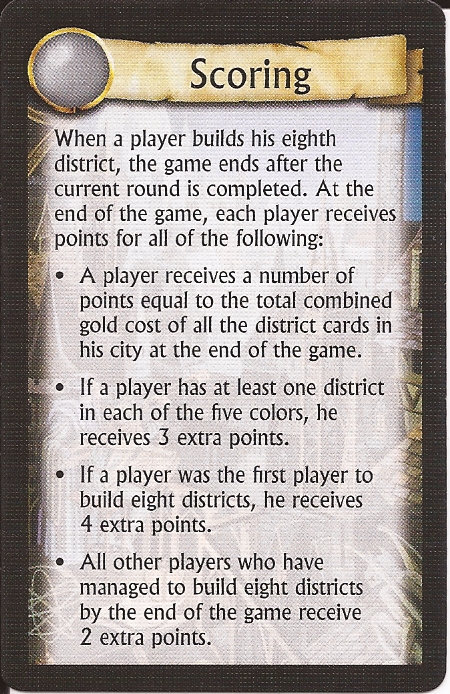 Scoring
When a player builds his eighth
district, the game ends after the
current round is completed. At the
end of the game, each player receives
points for all of the following:
• A player receives a number of
points equal to the total combined
gold cost of all the district cards in
his city at the end of the game.
• If a player has at least one district
in each of the five colors, he
receives 3 extra points.
• If a player was the first player to
build eight districts, he receives
4 extra points.
• All other players who have
managed to build eight districts
by the end of the game receive
2 extra points.